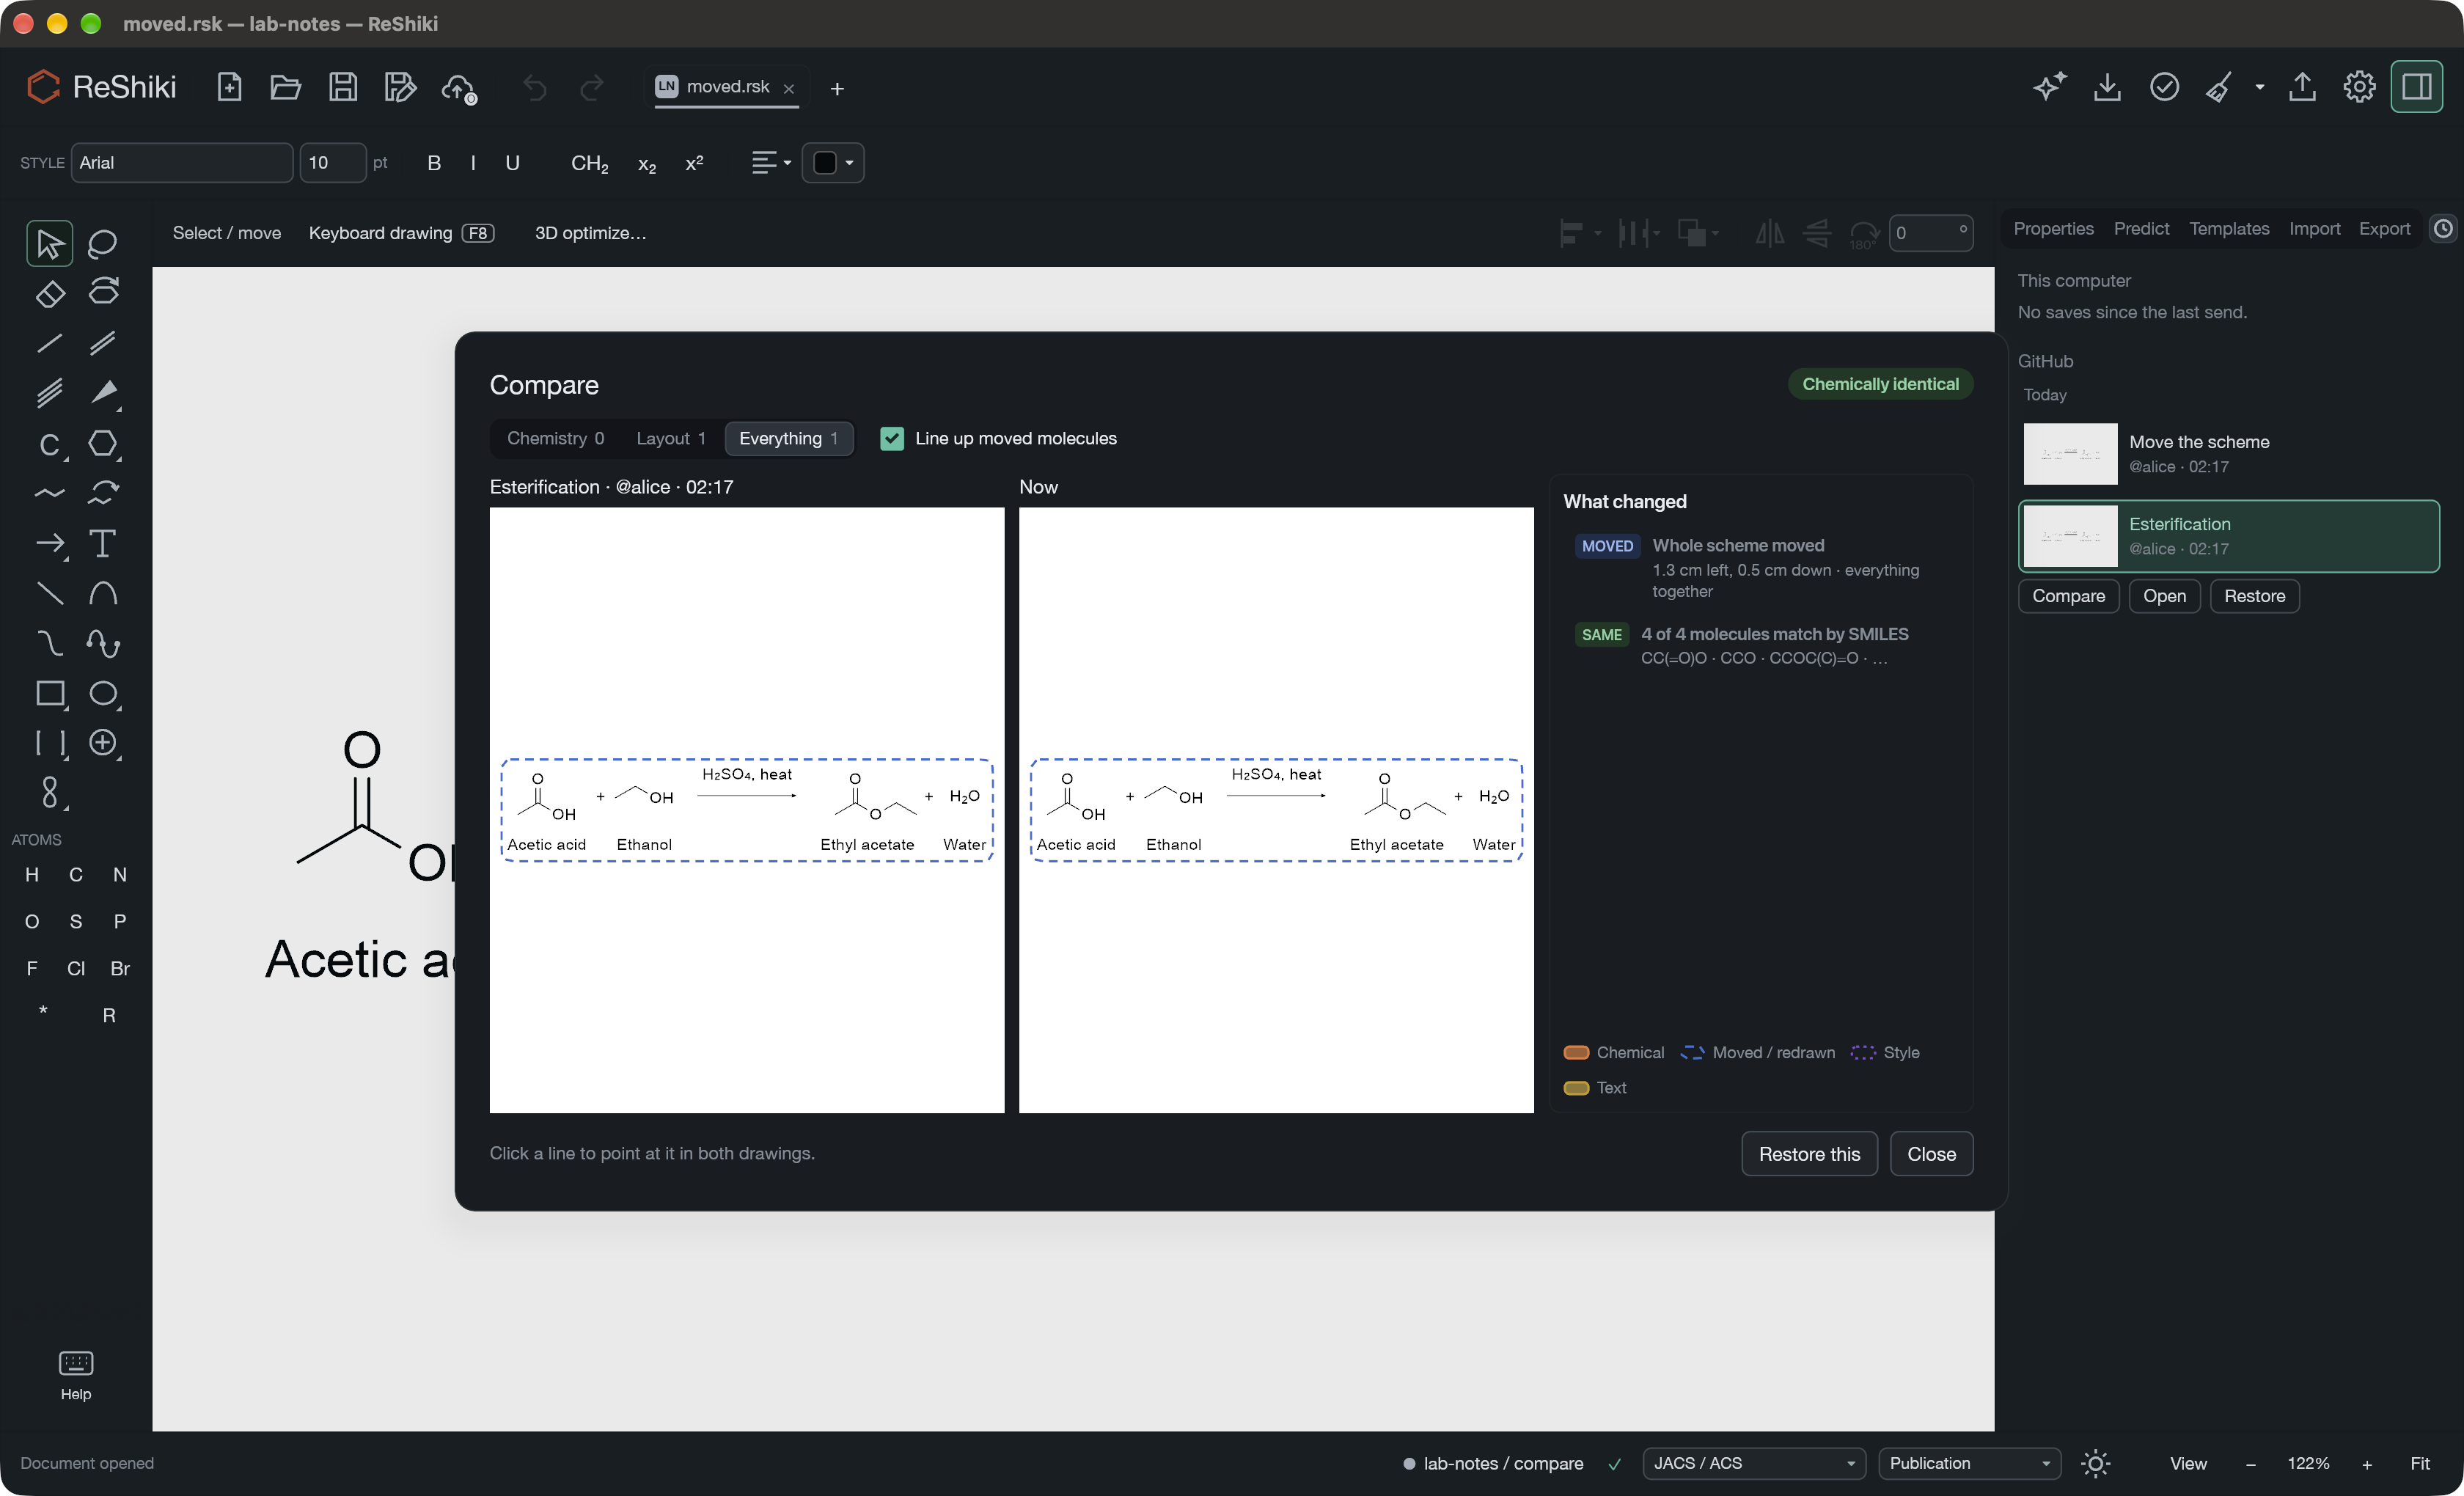 moved.rsk — lab-notes — ReShiki
ReShiki
LN moved.rsk
STYLE Arial 10 pt B I U CH₂ x₂ x²
Select / move Keyboard drawing F8 3D optimize…
180° 0 °
Properties Predict Templates Import Export
This computer
No saves since the last send.
GitHub
Today
Move the scheme
@alice · 02:17
Esterification
@alice · 02:17
Compare Open Restore
C
T
ATOMS
H C N
O S P
F Cl Br
* R
Help
O
O
Acetic a
Compare
Chemically identical
Chemistry 0 Layout 1 Everything 1 Line up moved molecules
Esterification · @alice · 02:17
O
OH
+
OH
H₂SO₄, heat
O
O
+
H₂O
Acetic acid Ethanol Ethyl acetate Water
Now
O
OH
+
OH
H₂SO₄, heat
O
O
+
H₂O
Acetic acid Ethanol Ethyl acetate Water
What changed
MOVED Whole scheme moved
1.3 cm left, 0.5 cm down · everything
together
SAME 4 of 4 molecules match by SMILES
CC(=O)O · CCO · CCOC(C)=O · …
Chemical Moved / redrawn Style
Text
Click a line to point at it in both drawings.
Restore this Close
Document opened
lab-notes / compare ✓ JACS / ACS Publication View − 122% + Fit